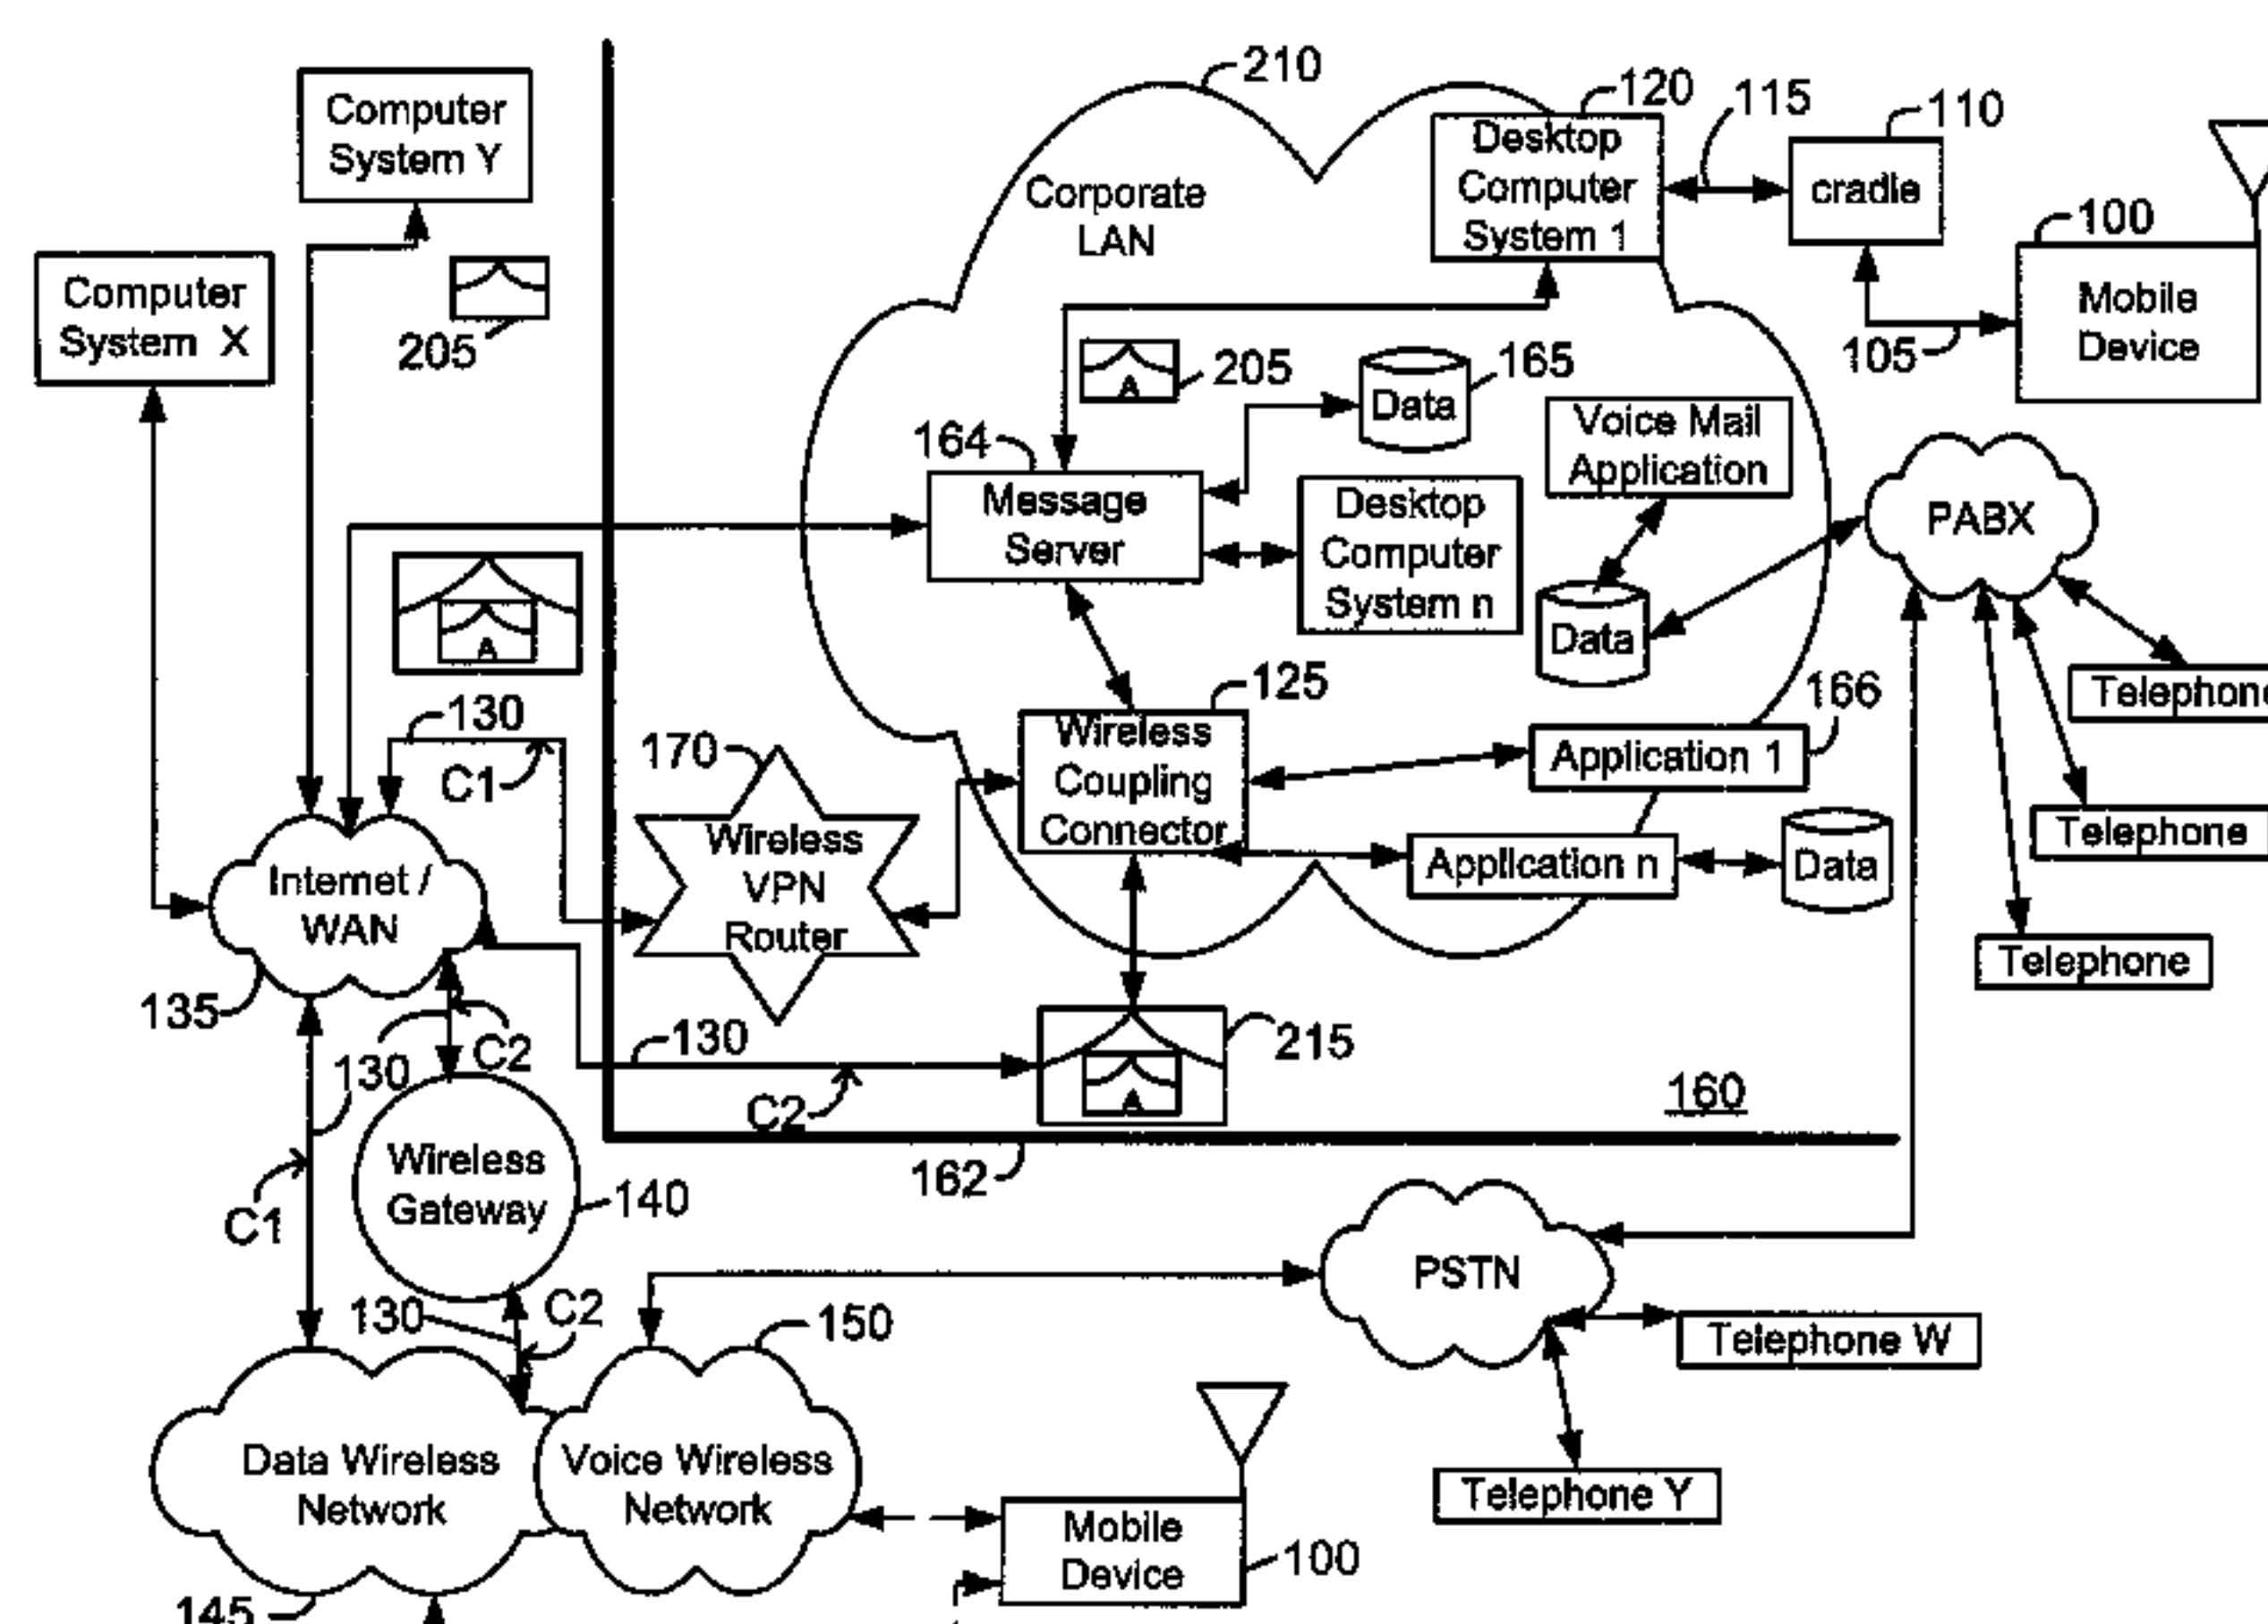 210
120
115
110
Computer
System Y
Desktop
Computer
System 1
cradle
Corporate
LAN
100
Mobile
Device
Computer
System X
205
105
A
205
Data
165
Voice Mail
Application
164
Message
Server
Desktop
Computer
System n
PABX
A
Data
125
166
Telephone
130
C1
170
Wireless
Coupling
Connector
Application 1
Telephone
Wireless
VPN
Router
Application n
Data
Internet /
WAN
Telephone
135
130
C2
130
215
A
C2
160
162
Wireless
Gateway
140
C1
130
C2
150
PSTN
Telephone W
Data Wireless
Network
Voice Wireless
Network
Telephone Y
Mobile
Device
100
145